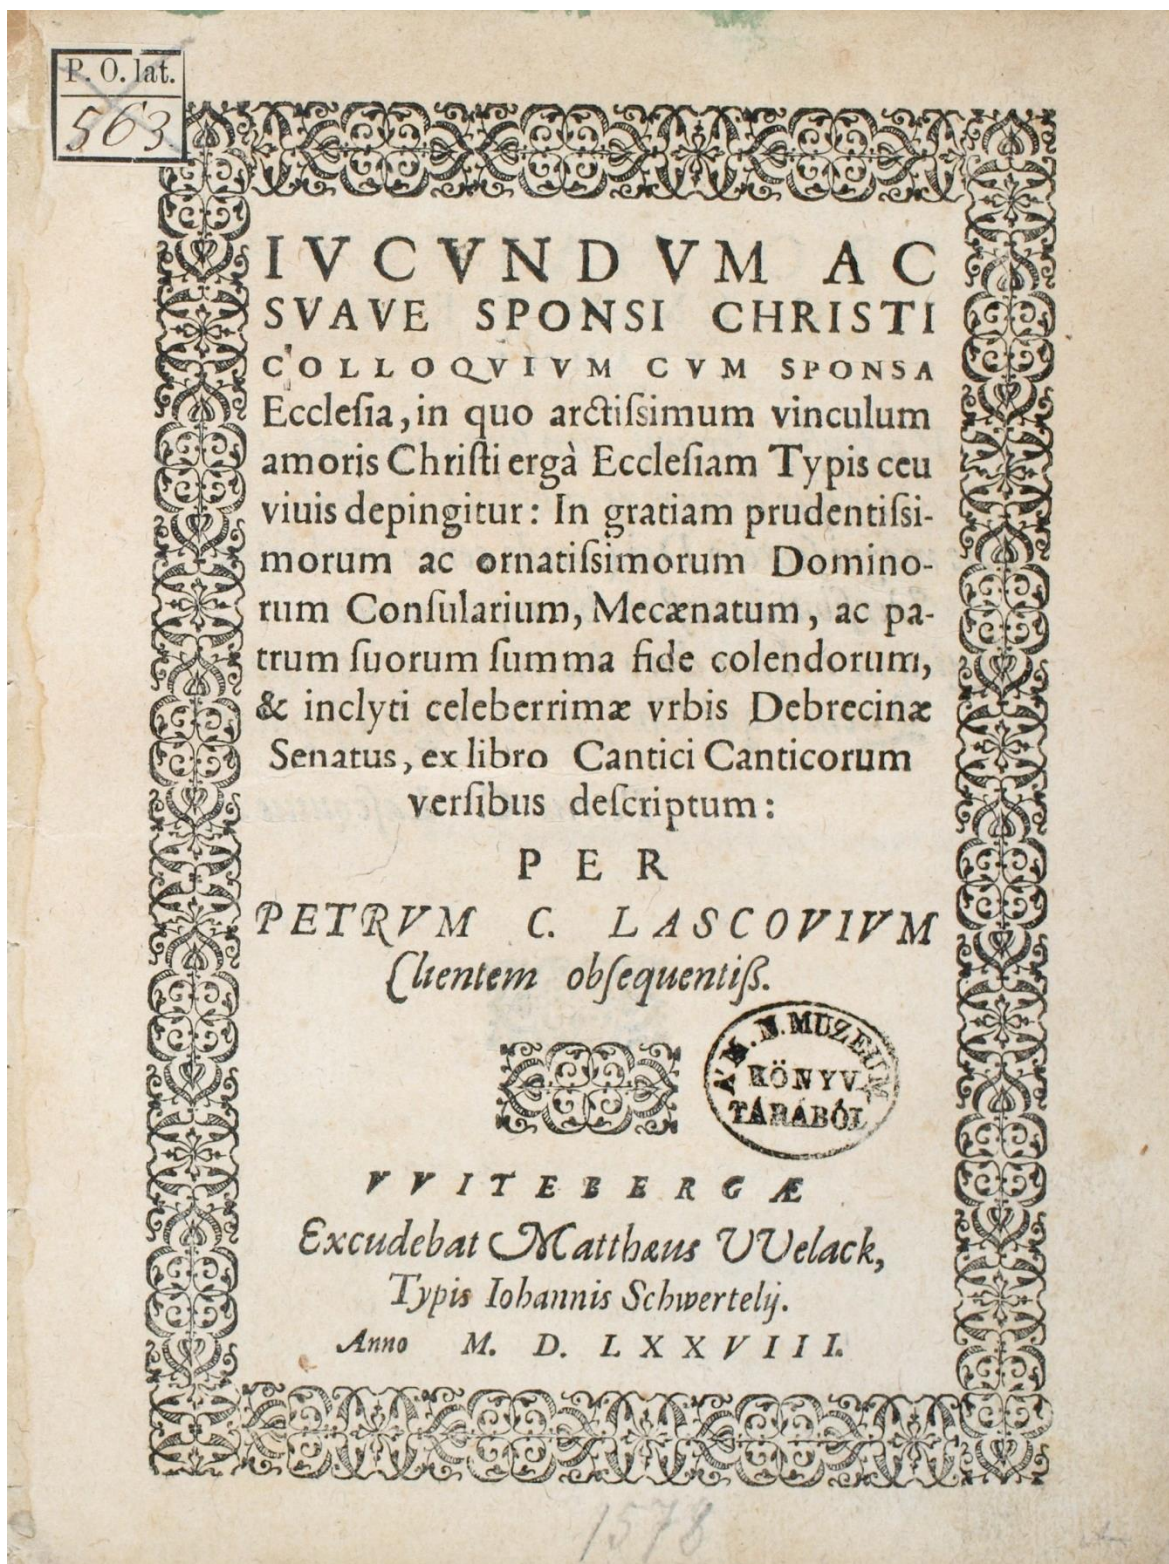 P. O. lat.
563
IVCVNDVM AC
SVAVE SPONSI CHRISTI
COLLOQVIVM CVM SPONSA
Eccleſia, in quo arctiſsimum vinculum
amoris Chriſti ergà Eccleſiam Typis ceu
viuis depingitur: In gratiam prudentiſsi-
morum ac ornatiſsimorum Domino-
rum Conſularium, Mecænatum, ac pa-
trum ſuorum ſumma fide colendorum,
& inclyti celeberrimæ vrbis Debrecinæ
Senatus, ex libro Cantici Canticorum
verſibus deſcriptum:
PER
PETRVM C. LASCOVIVM
Clientem obſequentiß.
A M. N. MUZEUM
KÖNYV
TÁRÁBÓL
VVITEBERGÆ
Excudebat Matthæus VVelack,
Typis Iohannis Schwertelij.
Anno M. D. LXXVIII.
1578